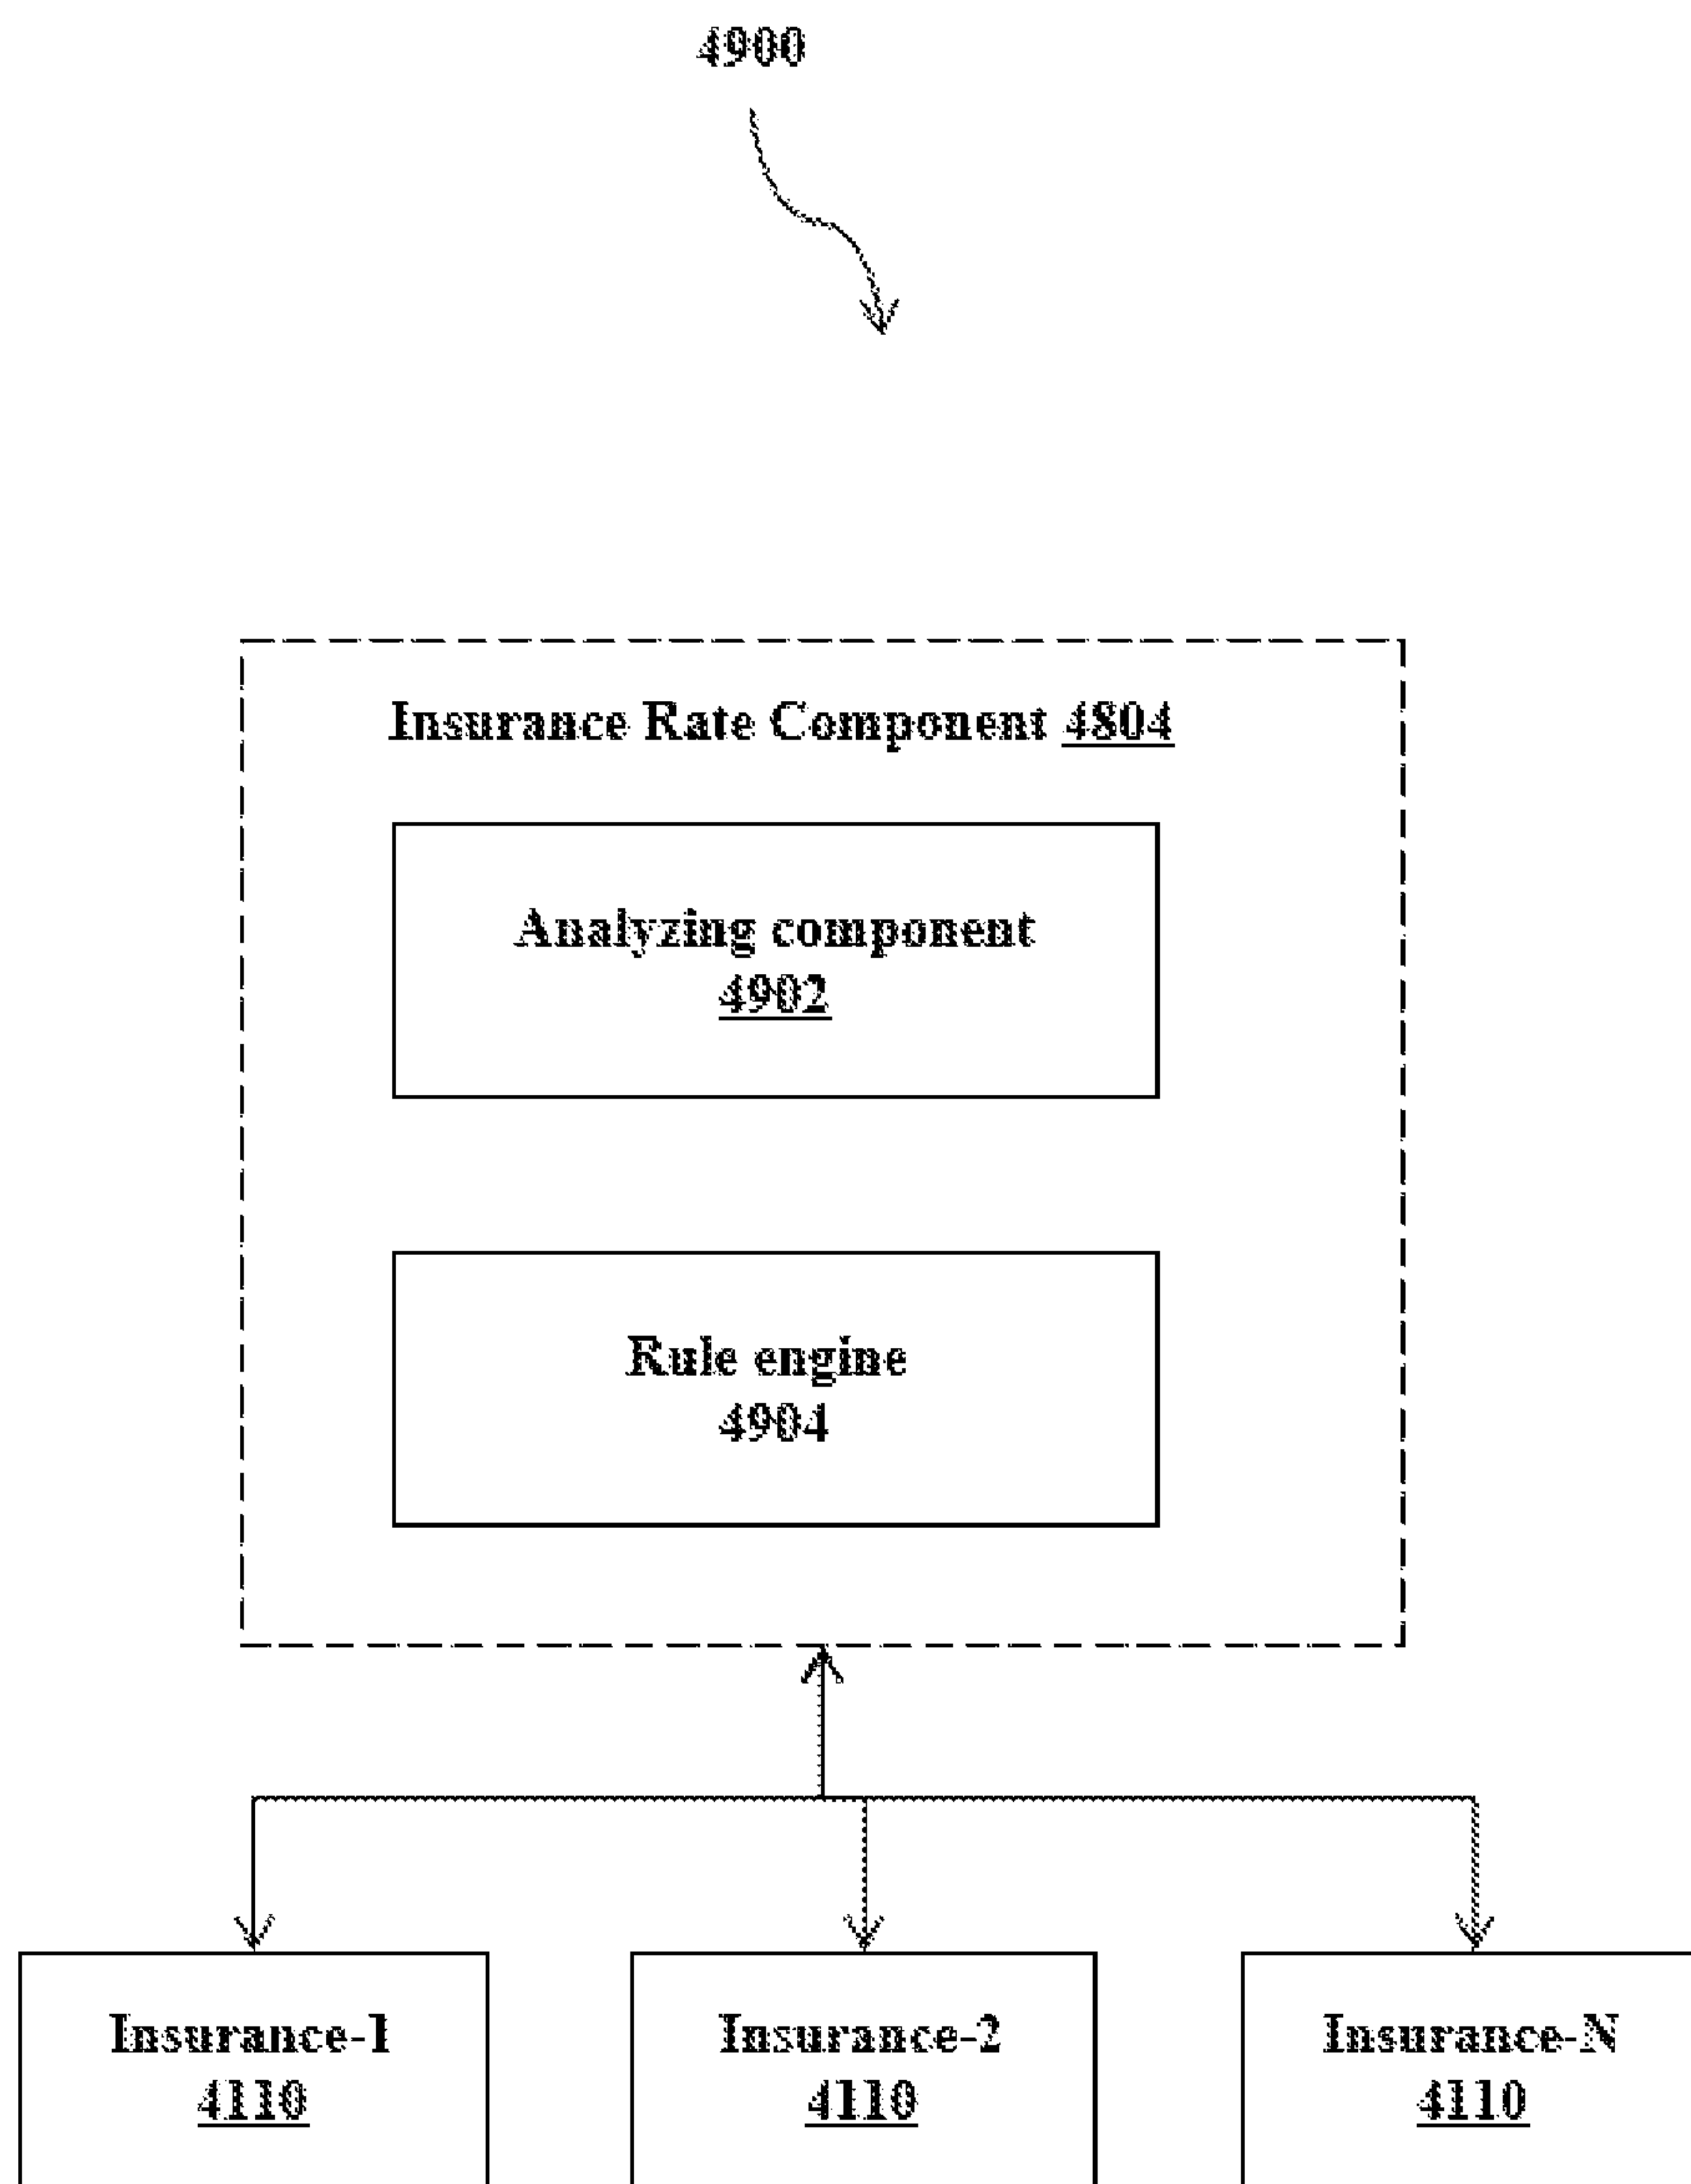 4900
Insurance Rate Component 4804
Analyzing component
4902
Rule engine
4904
Insurance-1
4110
Insurance-2
4110
Insurance-N
4110